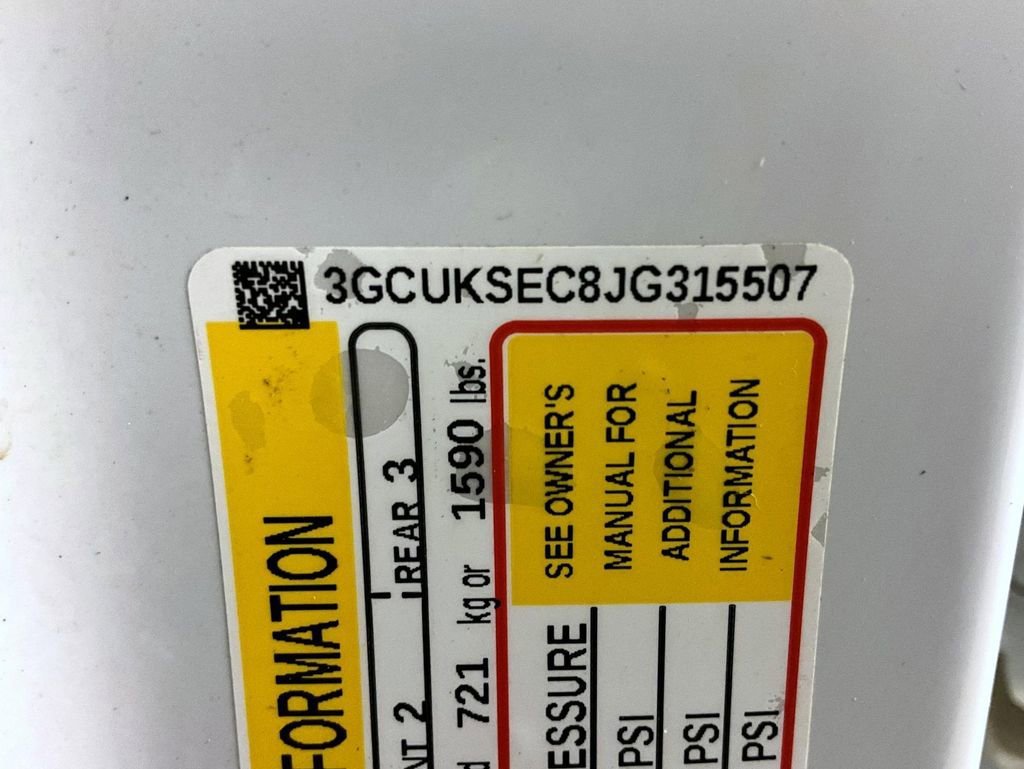 3GCUKSEC8JG315507
FORMATION
NT 2 REAR 3
721 kg or 1590 lbs.
SEE OWNER'S
MANUAL FOR
ADDITIONAL
INFORMATION
ESSURE
PSI
PSI
PSI